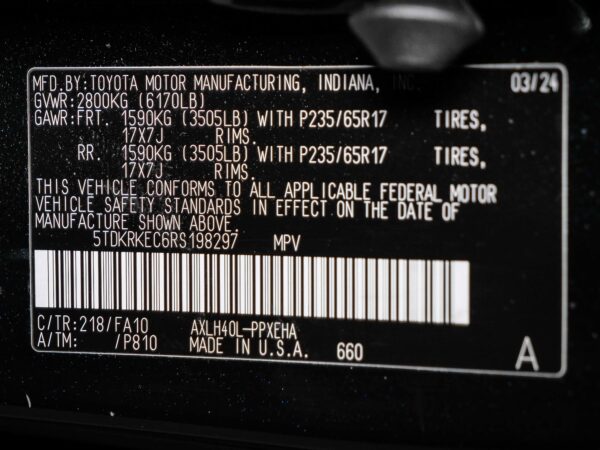 MFD.BY:TOYOTA MOTOR MANUFACTURING, INDIANA, INC. 03/24
GVWR:2800KG (6170LB)
GAWR:FRT. 1590KG (3505LB) WITH P235/65R17 TIRES,
17X7J RIMS.
RR. 1590KG (3505LB) WITH P235/65R17 TIRES,
17X7J RIMS.
THIS VEHICLE CONFORMS TO ALL APPLICABLE FEDERAL MOTOR
VEHICLE SAFETY STANDARDS IN EFFECT ON THE DATE OF
MANUFACTURE SHOWN ABOVE.
5TDKRKEC6RS198297 MPV
C/TR:218/FA10 AXLH40L-PPXEHA
A/TM: /P810 MADE IN U.S.A. 660 A